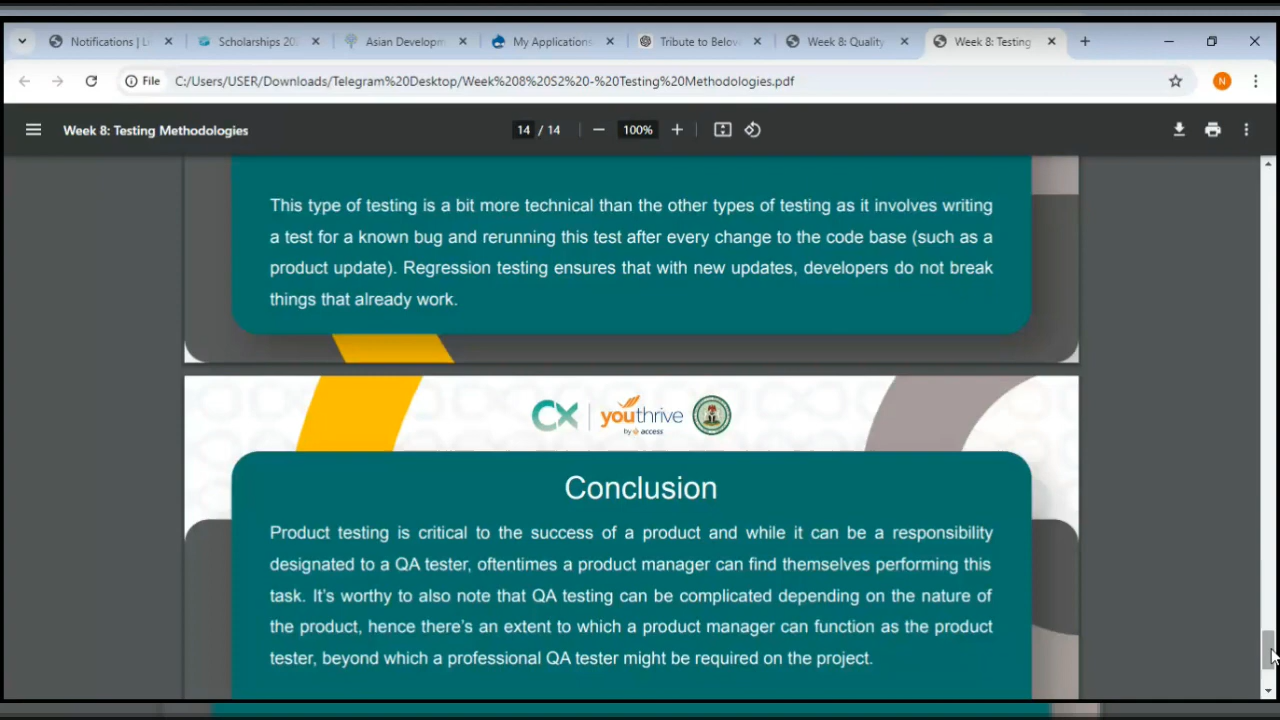 Notifications | L
Scholarships 202
Asian Developm
My Applications
Tribute to Belov
Week 8: Quality
Week 8: Testing
File
C:/Users/USER/Downloads/Telegram%20Desktop/Week%208%20S2%20-%20Testing%20Methodologies.pdf
N
Week 8: Testing Methodologies
14 / 14
100%
This type of testing is a bit more technical than the other types of testing as it involves writing
a test for a known bug and rerunning this test after every change to the code base (such as a
product update). Regression testing ensures that with new updates, developers do not break
things that already work.
CX
youthrive
by access
Conclusion
Product testing is critical to the success of a product and while it can be a responsibility
designated to a QA tester, oftentimes a product manager can find themselves performing this
task. It’s worthy to also note that QA testing can be complicated depending on the nature of
the product, hence there’s an extent to which a product manager can function as the product
tester, beyond which a professional QA tester might be required on the project.